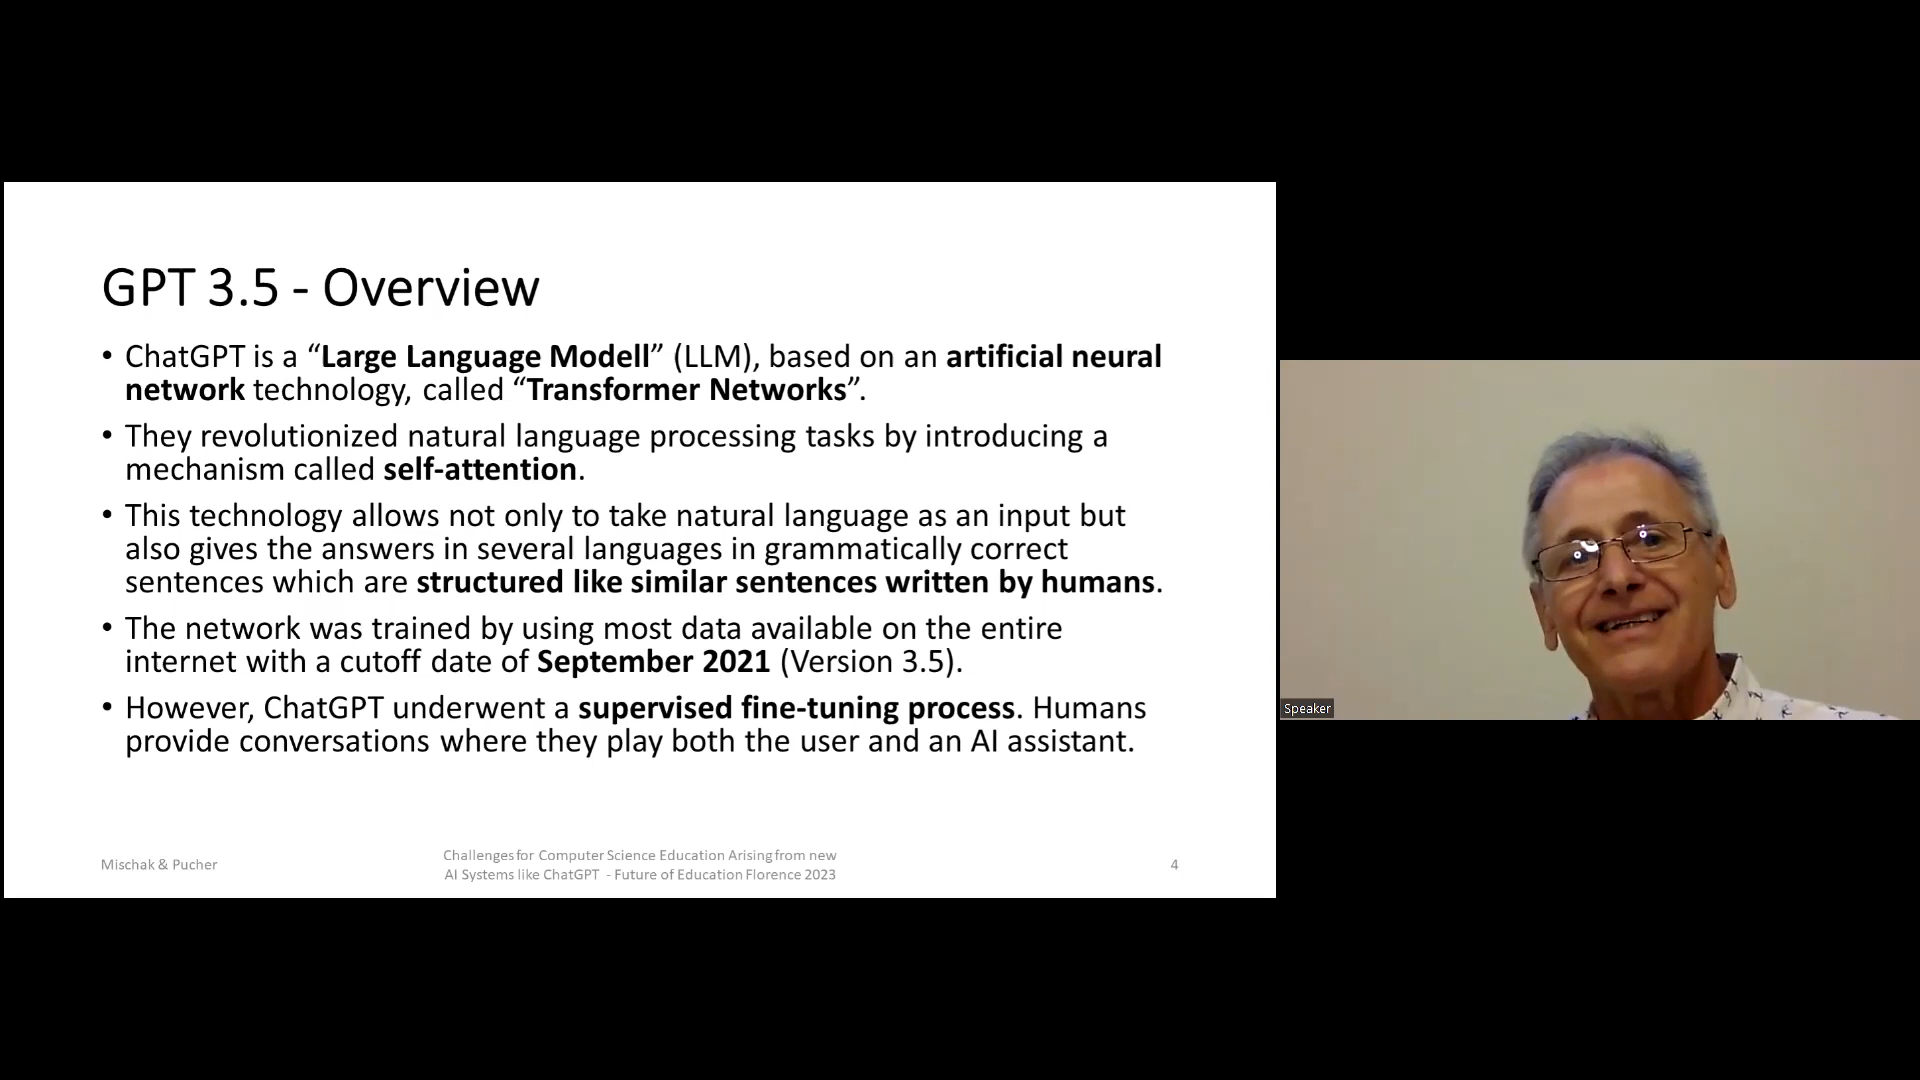 GPT 3.5 - Overview
• ChatGPT is a “Large Language Modell” (LLM), based on an artificial neural
network technology, called “Transformer Networks”.
• They revolutionized natural language processing tasks by introducing a
mechanism called self-attention.
• This technology allows not only to take natural language as an input but
also gives the answers in several languages in grammatically correct
sentences which are structured like similar sentences written by humans.
• The network was trained by using most data available on the entire
internet with a cutoff date of September 2021 (Version 3.5).
• However, ChatGPT underwent a supervised fine-tuning process. Humans
provide conversations where they play both the user and an AI assistant.
Mischak & Pucher
Challenges for Computer Science Education Arising from new
AI Systems like ChatGPT - Future of Education Florence 2023
4
Speaker